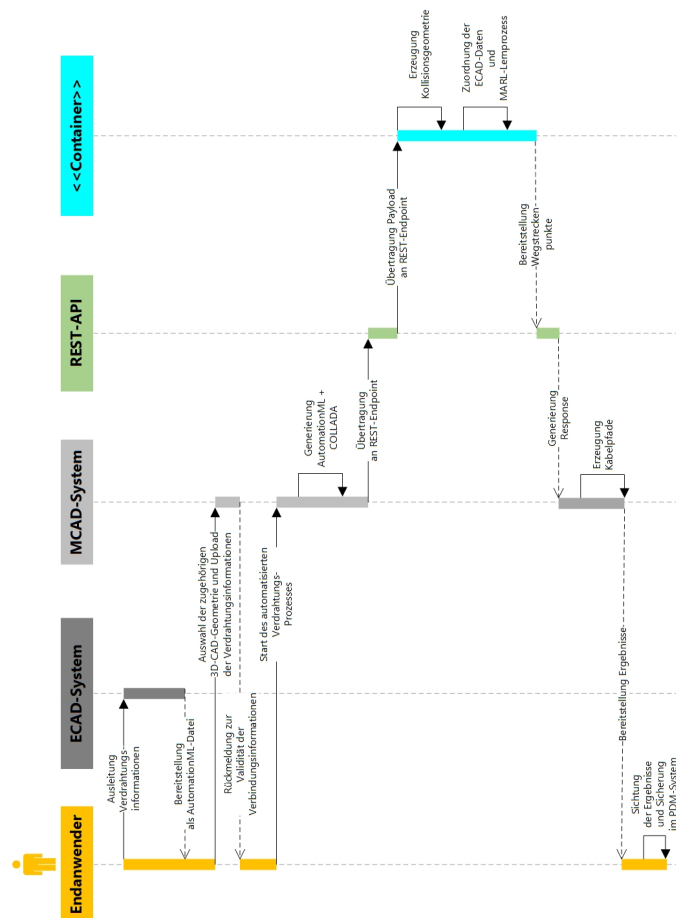 Endanwender
ECAD-System
MCAD-System
REST-API
<<Container>>
Ausleitung
Verdrahtungs-
informationen
Bereitstellung
als AutomationML-Datei
Auswahl der zugehörigen
3D-CAD-Geometrie und Upload
der Verdrahtungsinformationen
Rückmeldung zur
Validität der
Verbindungsinformationen
Start des automatisierten
Verdrahtungs-
Prozesses
Generierung
AutomationML +
COLLADA
Übertragung
an REST-Endpoint
Übertragung Payload
an REST-Endpoint
Erzeugung
Kollisionsgeometrie
Zuordnung der
ECAD-Daten
und
MARL-Lernprozess
Bereitstellung
Wegstrecken-
punkte
Generierung
Response
Erzeugung
Kabelpfade
Bereitstellung Ergebnisse
Sichtung
der Ergebnisse
und Sicherung
im PDM-System